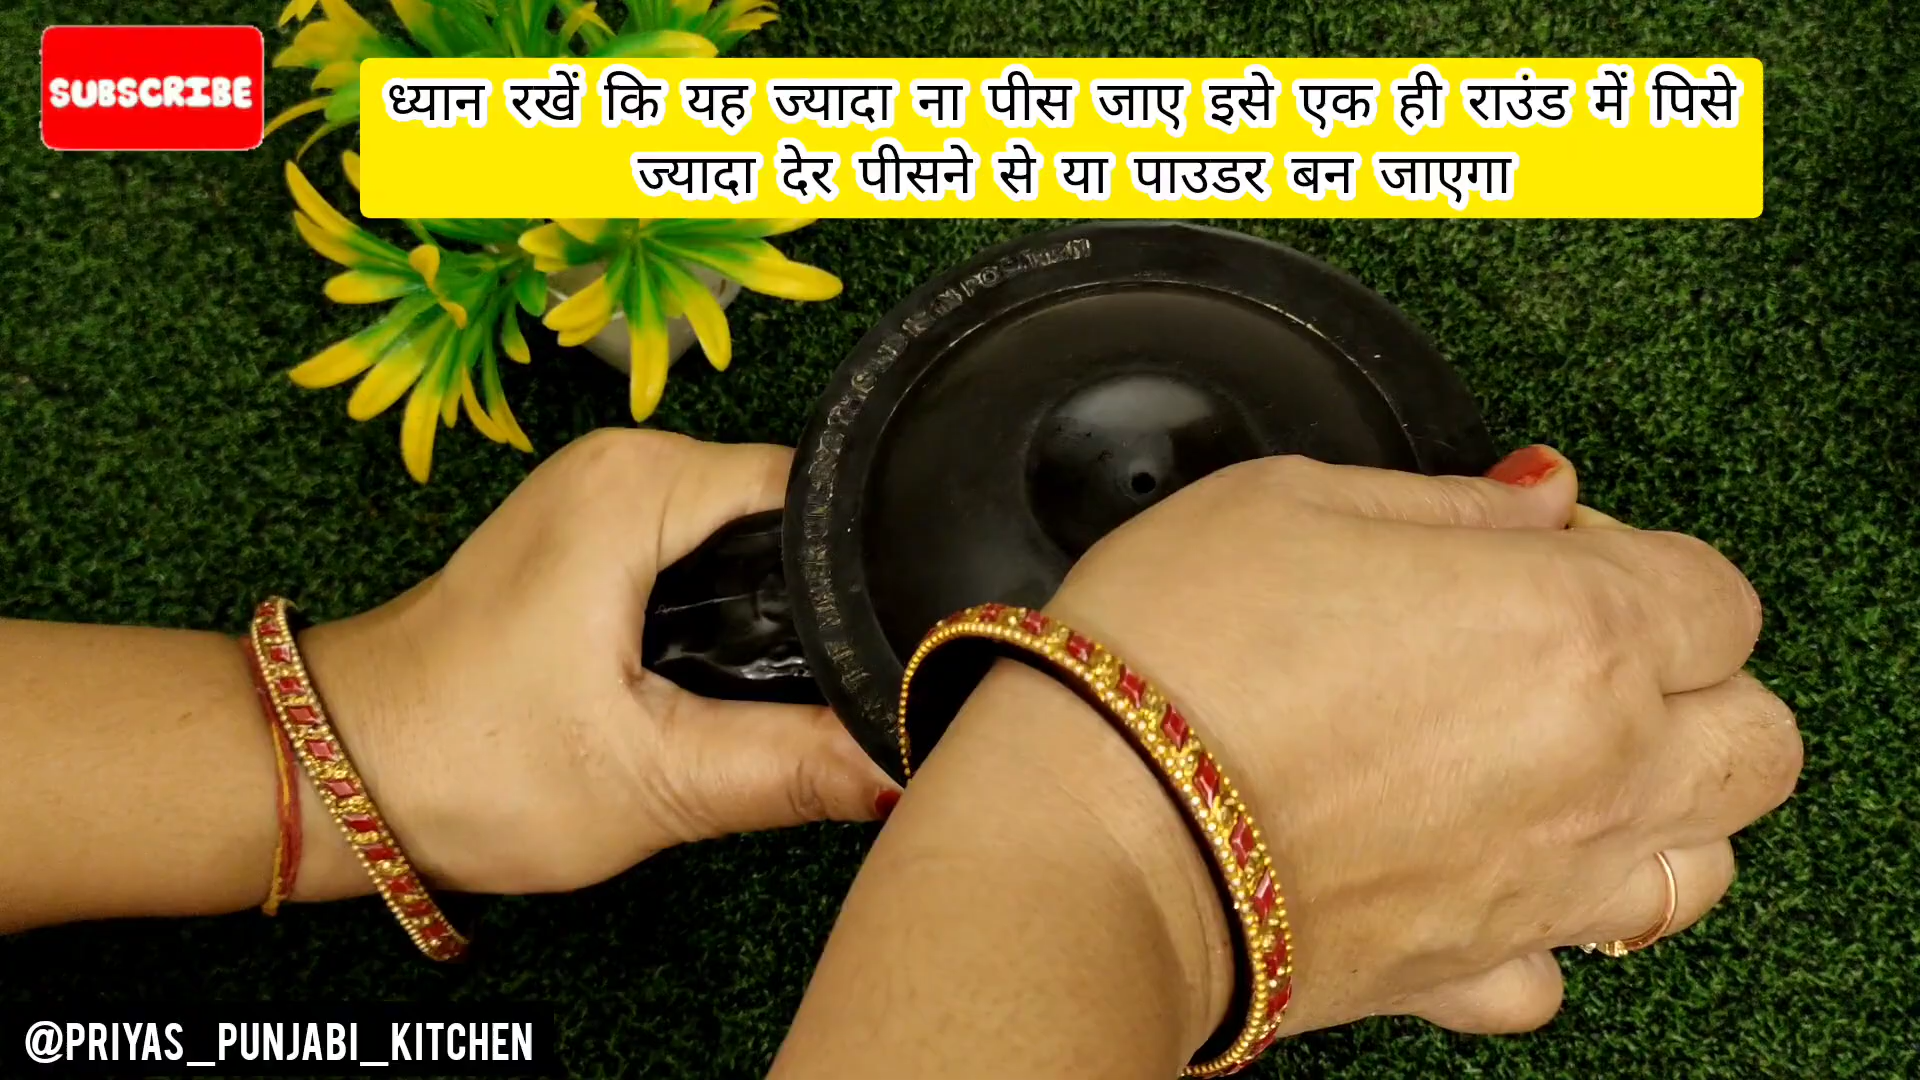 SUBSCRIBE
ध्यान रखें कि यह ज्यादा ना पीस जाए इसे एक ही राउंड में पिसे
ज्यादा देर पीसने से या पाउडर बन जाएगा
@PRIYAS_PUNJABI_KITCHEN